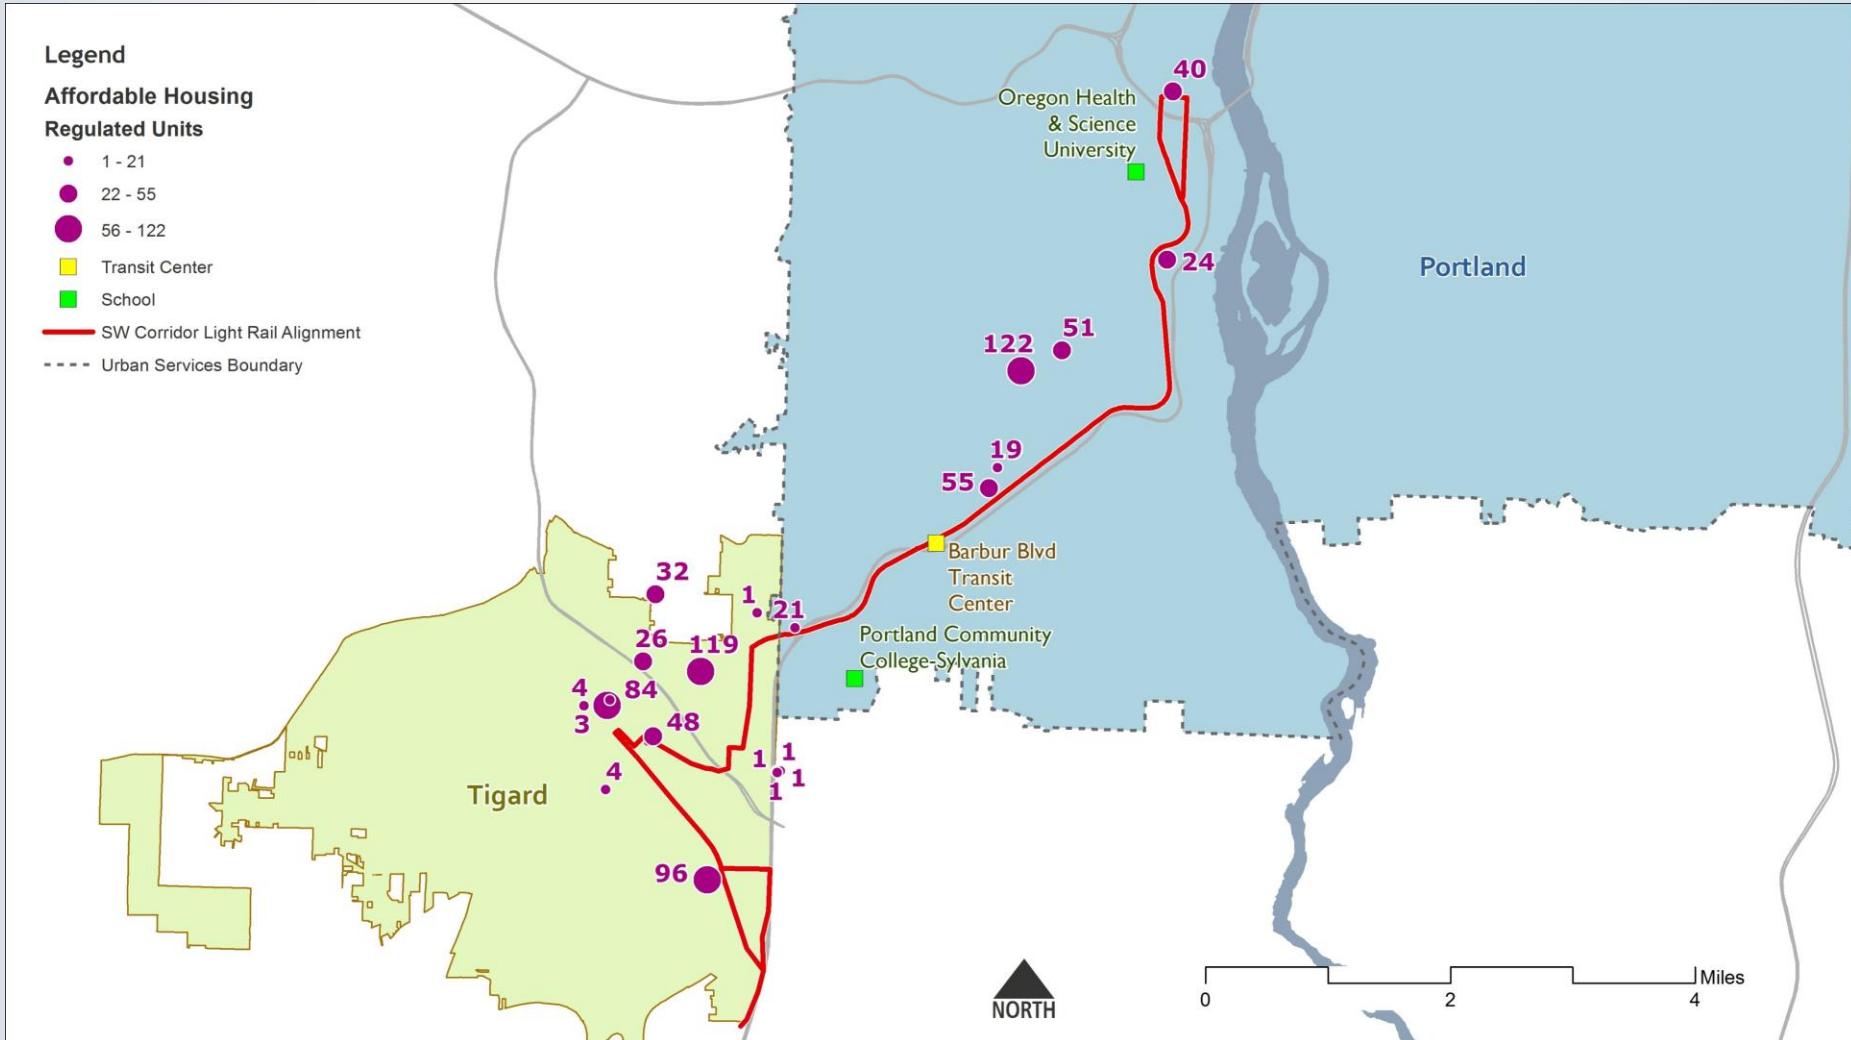 Legend
Affordable Housing
Regulated Units
1 - 21
22 - 55
56 - 122
Transit Center
School
SW Corridor Light Rail Alignment
Urban Services Boundary
40
Oregon Health
& Science
University
24
Portland
51
122
19
55
Barbur Blvd
Transit
Center
32
1
21
Portland Community
College-Sylvania
26
119
4
84
3
48
1
1
1
1
4
Tigard
96
NORTH
Miles
0
2
4